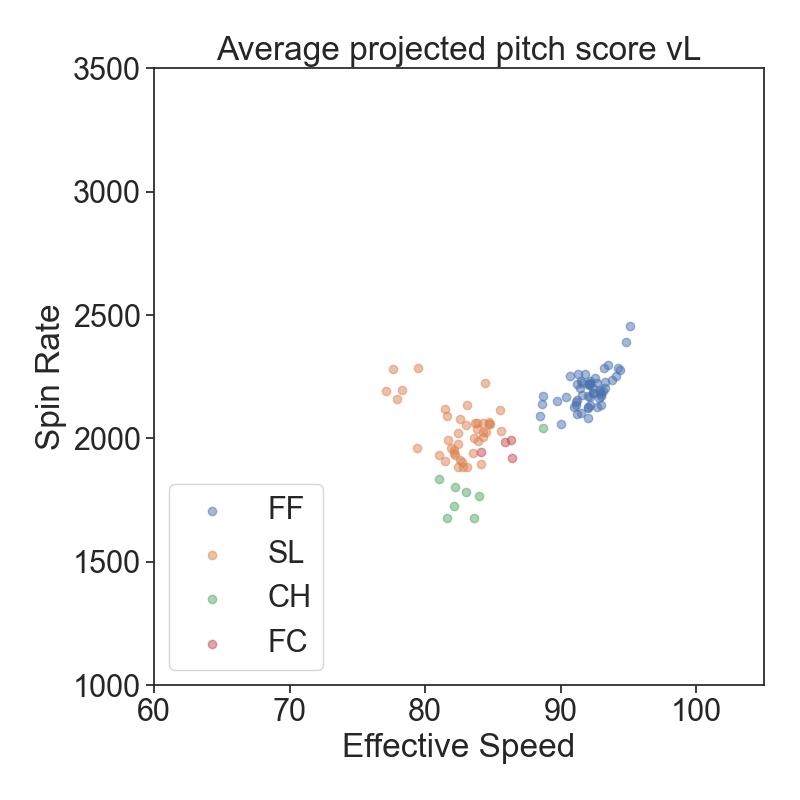 Average projected pitch score vL
3500
3000
2500
2000
1500
1000
Spin Rate
FF
SL
CH
FC
60 70 80 90 100
Effective Speed